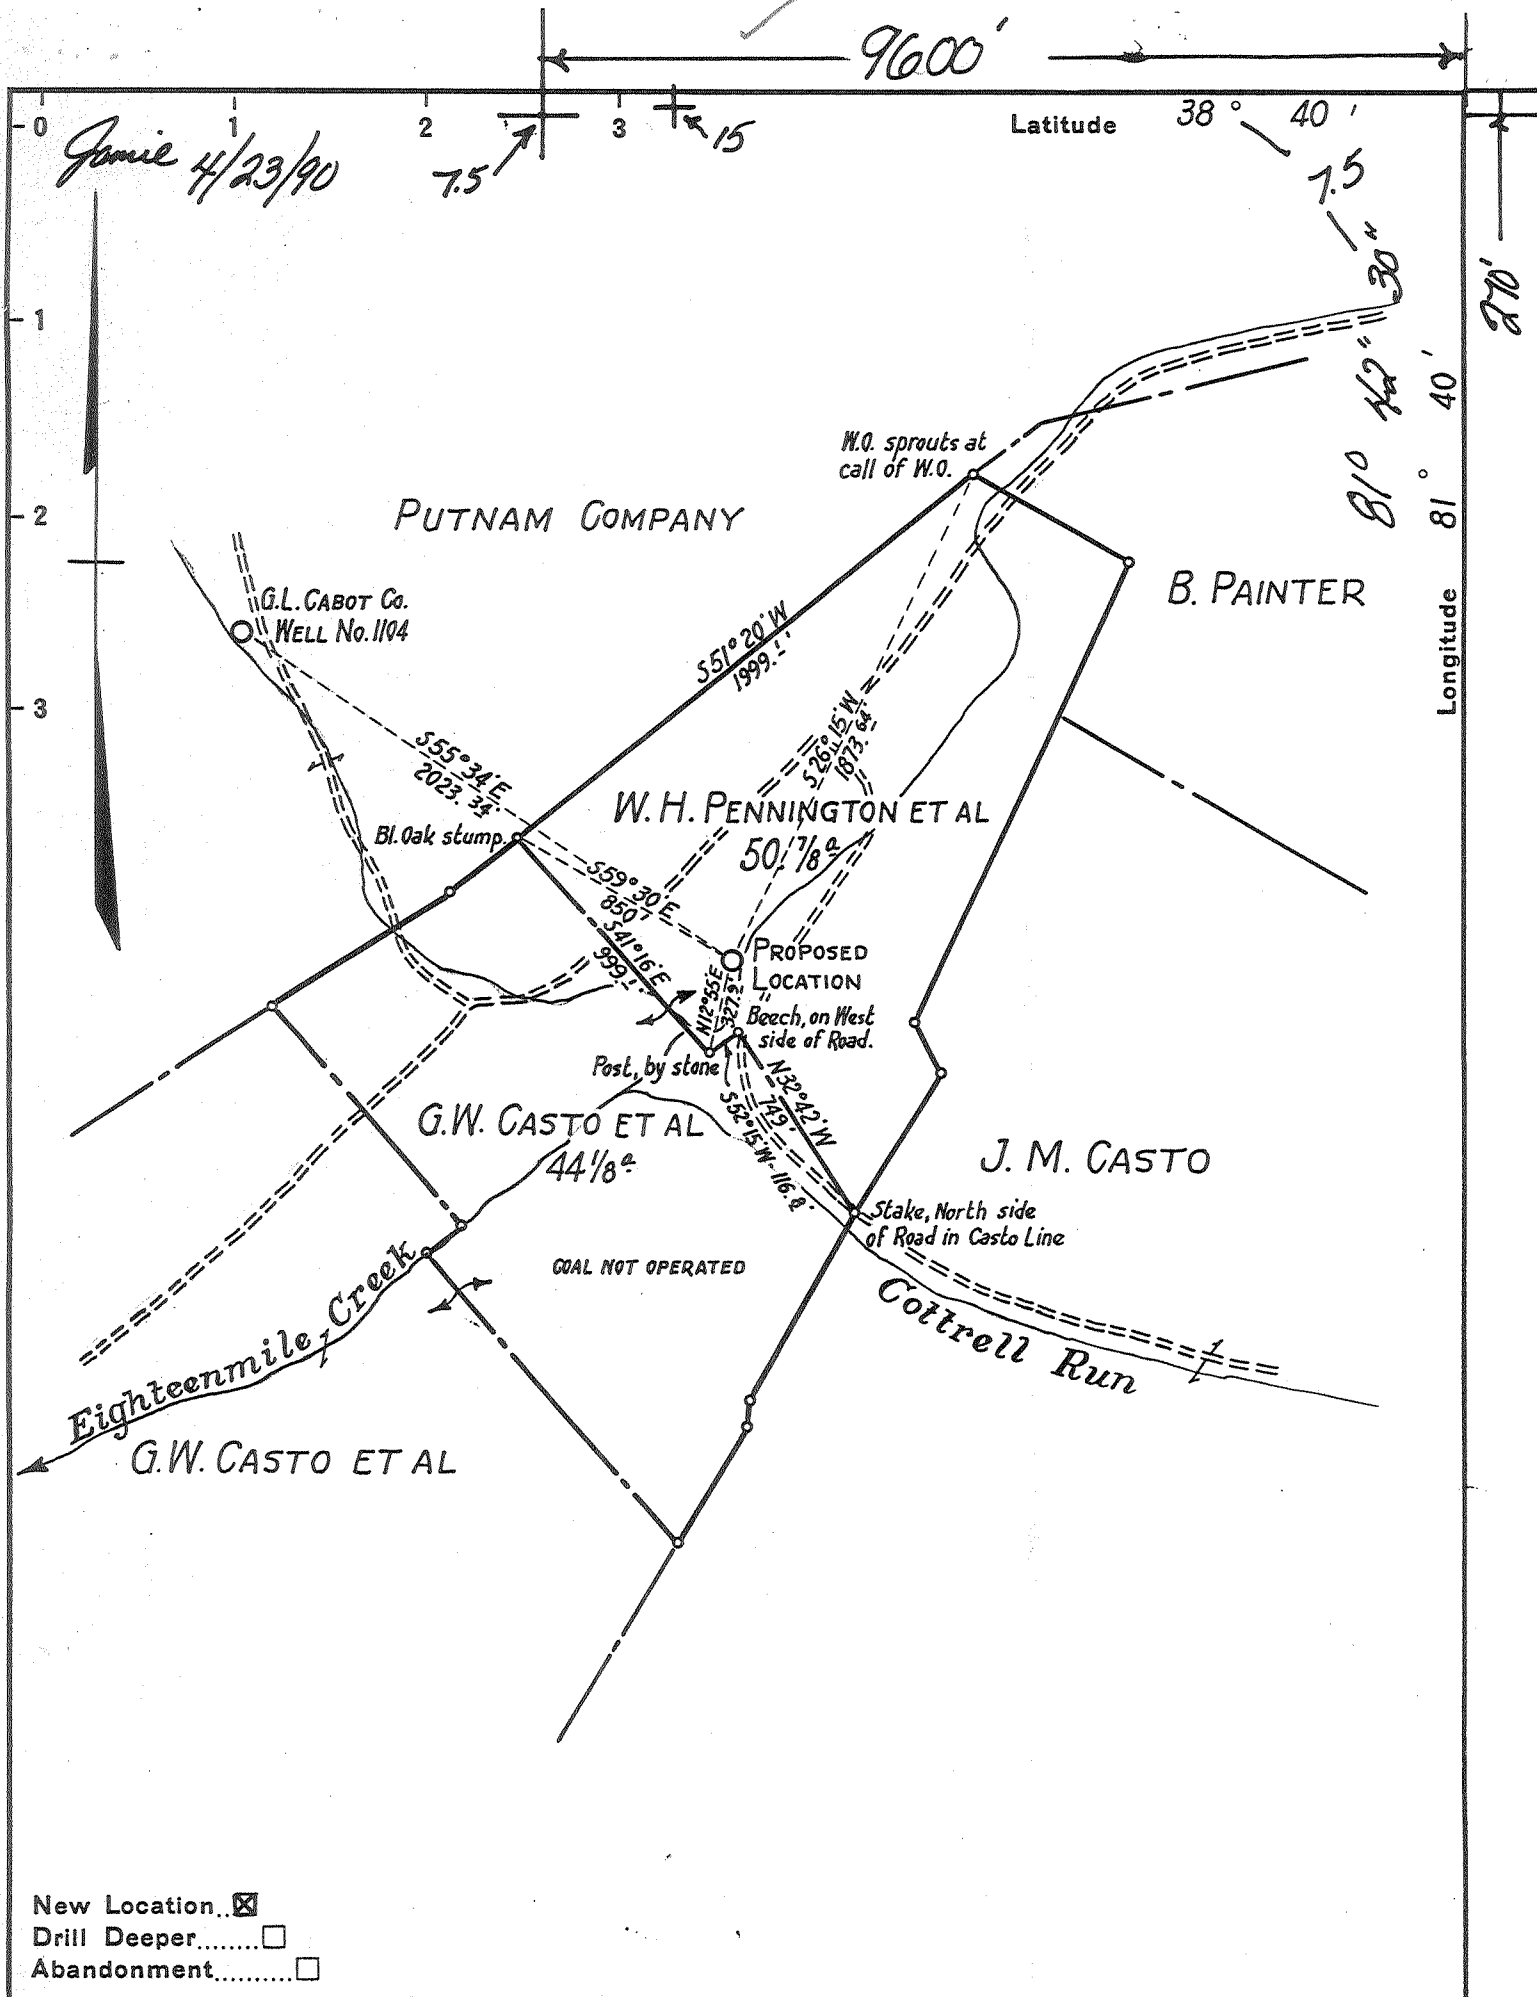 9600'
0 1 2 3
Latitude 38° 40'
Jamie 4/23/90
7.5
15
7.5
270'
1
2
3
81° 42' 30"
Longitude 81° 40'
W.O. sprouts at
call of W.O.
PUTNAM COMPANY
B. PAINTER
G.L. CABOT CO.
WELL No. 1104
S51° 20' W
1999.'
S 26° 15' W
1873.64'
S55° 34' E
2023.34'
W. H. PENNINGTON ET AL
50. 7/8 a
Bl. Oak stump.
S59° 30' E
850'
S41° 16' E
999.'
PROPOSED
LOCATION
N12° 55' E
327.9'
Beech, on West
side of Road.
Post, by stone
N32° 42' W
749.'
S52° 15' W - 116.8'
G.W. CASTO ET AL
44 1/8 a
J. M. CASTO
Stake, North side
of Road in Casto Line
COAL NOT OPERATED
Eighteenmile Creek
Cottrell Run
G.W. CASTO ET AL
New Location..☒
Drill Deeper........☐
Abandonment..........☐